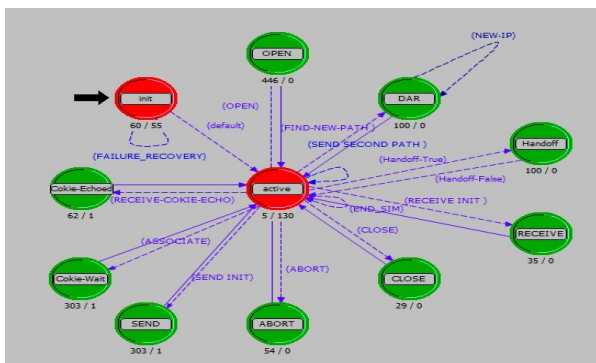 (NEW-IP)
OPEN
446 / 0
init
60 / 55
DAR
100 / 0
(OPEN)
(default)
(FIND-NEW-PATH )
(SEND SECOND PATH )
Handoff
100 / 0
(FAILURE_RECOVERY)
(Handoff-True)
(Handoff-False)
Cokie-Echoed
62 / 1
(RECEIVE-COKIE-ECHO)
active
5 / 130
(RECEIVE INIT )
(END_SIM)
(CLOSE)
RECEIVE
35 / 0
(ASSOCIATE)
Cookie-Wait
303 / 1
(SEND INIT)
(ABORT)
CLOSE
29 / 0
SEND
303 / 1
ABORT
54 / 0